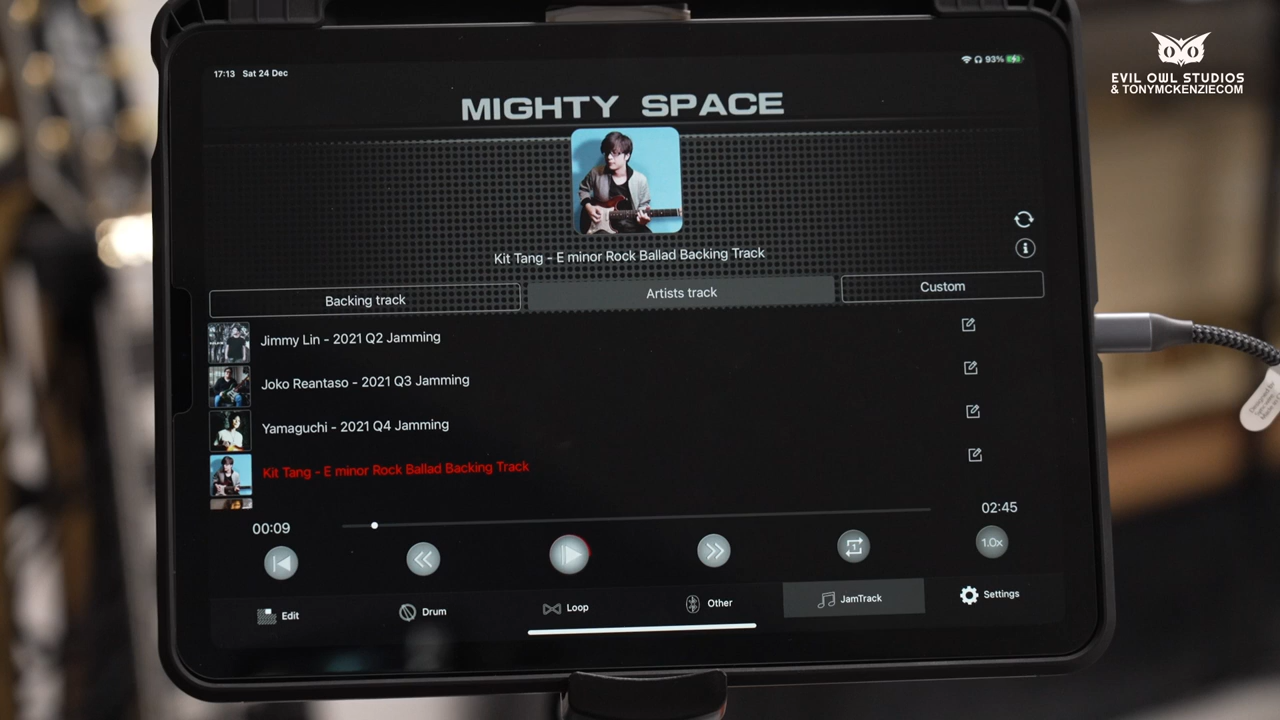 17:13 Sat 24 Dec
93%
EVIL OWL STUDIOS
& TONYMCKENZIECOM
MIGHTY SPACE
Kit Tang - E minor Rock Ballad Backing Track
Backing track
Artists track
Custom
Jimmy Lin - 2021 Q2 Jamming
Joko Reantaso - 2021 Q3 Jamming
Yamaguchi - 2021 Q4 Jamming
Kit Tang - E minor Rock Ballad Backing Track
00:09
02:45
1.0x
Edit
Drum
Loop
Other
JamTrack
Settings